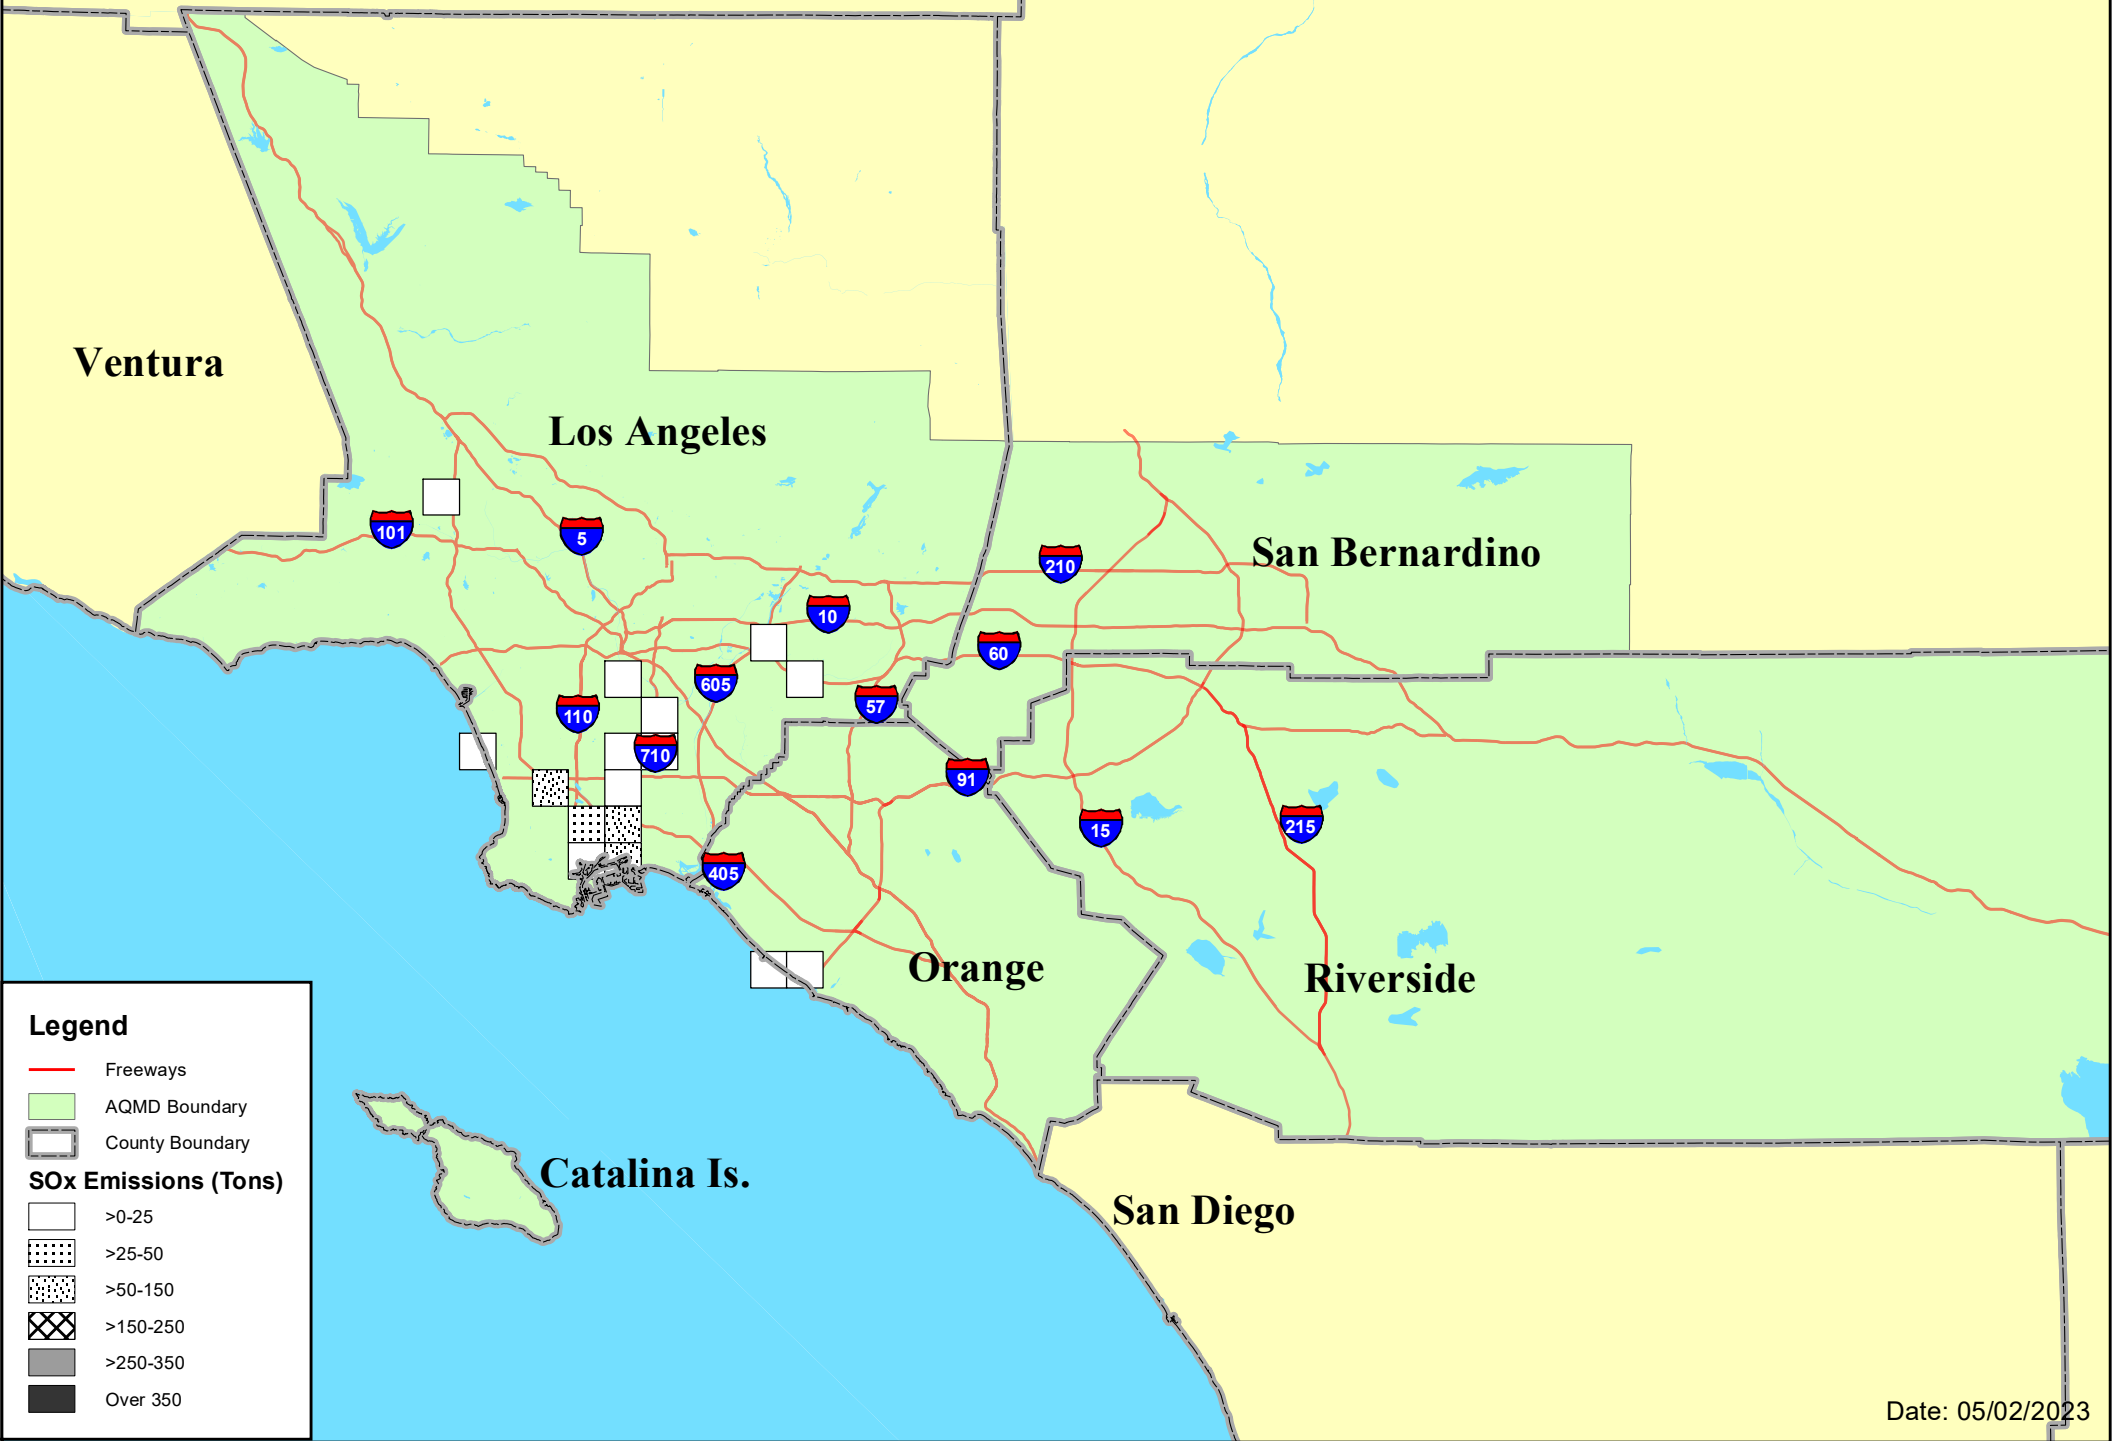 Ventura
Los Angeles
101
5
210
San Bernardino
10
60
605
57
110
710
91
15
215
405
Orange
Riverside
Catalina Is.
San Diego
Legend
Freeways
AQMD Boundary
County Boundary
SOx Emissions (Tons)
>0-25
>25-50
>50-150
>150-250
>250-350
Over 350
Date: 05/02/2023